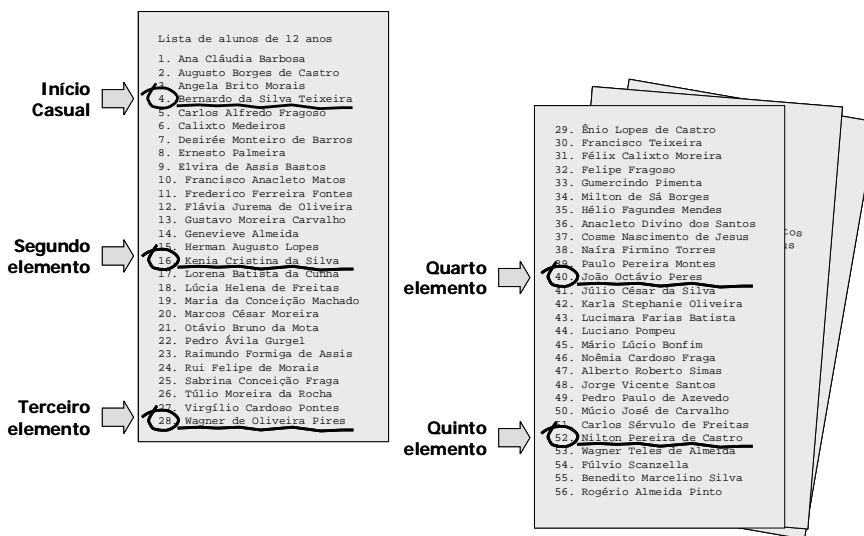 Lista de alunos de 12 anos
1. Ana Cláudia Barbosa
2. Augusto Borges de Castro
3. Angela Brito Morais
Início
Casual
4. Bernardo da Silva Teixeira
5. Carlos Alfredo Fragoso
6. Calixto Medeiros
7. Desirée Monteiro de Barros
8. Ernesto Palmeira
9. Elvira de Assis Bastos
10. Francisco Anacleto Matos
11. Frederico Ferreira Fontes
12. Flávia Jurema de Oliveira
13. Gustavo Moreira Carvalho
14. Genevieve Almeida
15. Herman Augusto Lopes
Segundo
elemento
16. Kenia Cristina da Silva
17. Lorena Batista da Cunha
18. Lúcia Helena de Freitas
19. Maria da Conceição Machado
20. Marcos César Moreira
21. Otávio Bruno da Mota
22. Pedro Ávila Gurgel
23. Raimundo Formiga de Assis
24. Rui Felipe de Morais
25. Sabrina Conceição Fraga
26. Túlio Moreira da Rocha
27. Virgílio Cardoso Pontes
Terceiro
elemento
28. Wagner de Oliveira Pires
29. Ênio Lopes de Castro
30. Francisco Teixeira
31. Félix Calixto Moreira
32. Felipe Fragoso
33. Gumercindo Pimenta
34. Milton de Sá Borges
35. Hélio Fagundes Mendes
36. Anacleto Divino dos Santos
37. Cosme Nascimento de Jesus
38. Naíra Firmino Torres
39. Paulo Pereira Montes
Quarto
elemento
40. João Octávio Peres
41. Júlio César da Silva
42. Karla Stephanie Oliveira
43. Lucimara Farias Batista
44. Luciano Pompeu
45. Mário Lúcio Bonfim
46. Noêmia Cardoso Fraga
47. Alberto Roberto Simas
48. Jorge Vicente Santos
49. Pedro Paulo de Azevedo
50. Múcio José de Carvalho
51. Carlos Sérvulo de Freitas
Quinto
elemento
52. Nilton Pereira de Castro
53. Wagner Teles de Almeida
54. Fúlvio Scanzella
55. Benedito Marcelino Silva
56. Rogério Almeida Pinto